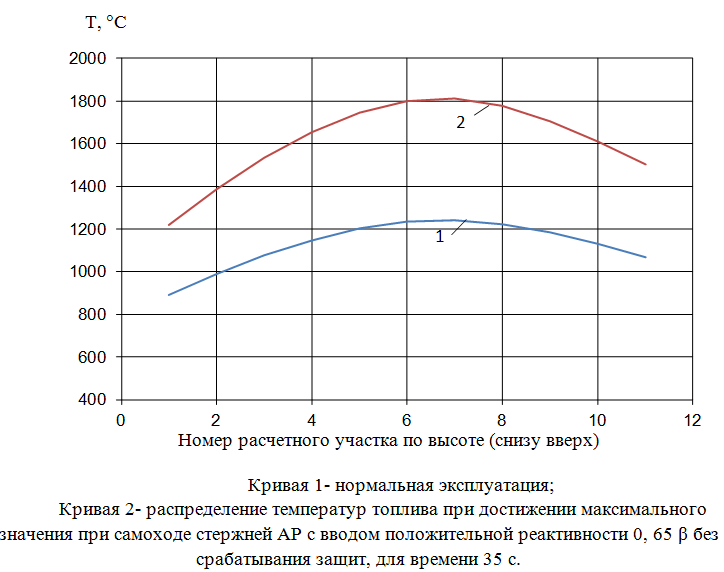 T, °C
2000
1800
1600
1400
1200
1000
800
600
400
2
1
0 2 4 6 8 10 12
Номер расчетного участка по высоте (снизу вверх)
Кривая 1- нормальная эксплуатация;
Кривая 2- распределение температур топлива при достижении максимального
значения при самоходе стержней АР с вводом положительной реактивности 0, 65 β без
срабатывания защит, для времени 35 с.